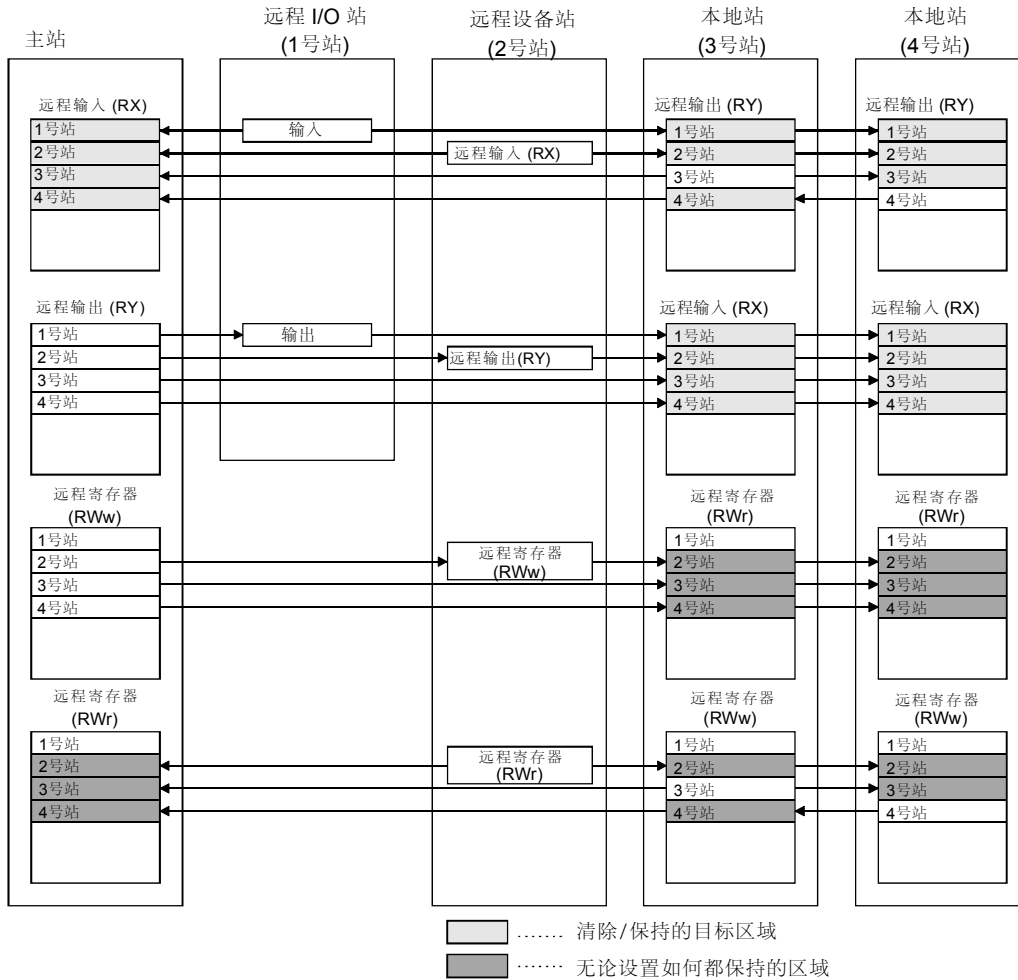 主站
远程 I/O 站
(1号站)
远程设备站
(2号站)
本地站
(3号站)
本地站
(4号站)
远程输入 (RX)
远程输出 (RY)
远程输出 (RY)
1号站
输入
1号站
1号站
2号站
远程输入 (RX)
2号站
2号站
3号站
3号站
3号站
4号站
4号站
4号站
远程输出 (RY)
远程输入 (RX)
远程输入 (RX)
1号站
输出
1号站
1号站
2号站
远程输出(RY)
2号站
2号站
3号站
3号站
3号站
4号站
4号站
4号站
远程寄存器
(RWw)
远程寄存器
(RWr)
远程寄存器
(RWr)
1号站
1号站
1号站
2号站
远程寄存器
(RWw)
2号站
2号站
3号站
3号站
3号站
4号站
4号站
4号站
远程寄存器
(RWr)
远程寄存器
(RWw)
远程寄存器
(RWw)
1号站
1号站
1号站
2号站
远程寄存器
(RWr)
2号站
2号站
3号站
3号站
3号站
4号站
4号站
4号站
....... 清除/保持的目标区域
....... 无论设置如何都保持的区域